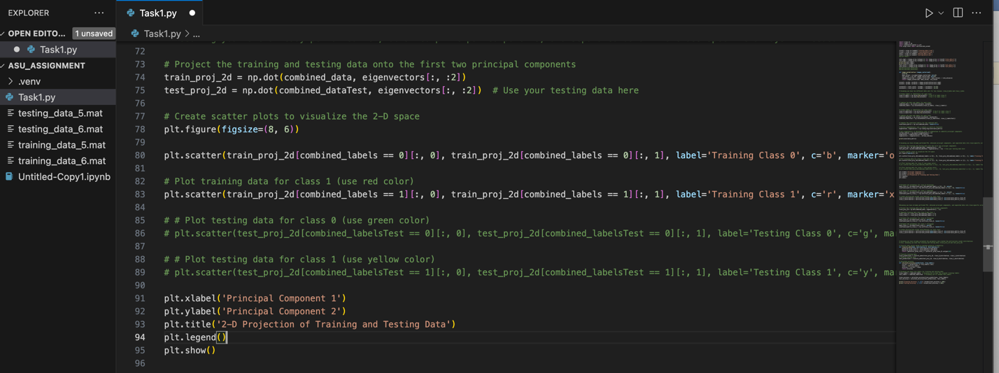 EXPLORER
OPEN EDITO...
1 unsaved
Task1.py
ASU_ASSIGNMENT
.venv
Task1.py
testing_data_5.mat
testing_data_6.mat
training_data_5.mat
training_data_6.mat
Untitled-Copy1.ipynb
Task1.py
Task1.py > ...
72
73 # Project the training and testing data onto the first two principal components
74 train_proj_2d = np.dot(combined_data, eigenvectors[:, :2])
75 test_proj_2d = np.dot(combined_dataTest, eigenvectors[:, :2])  # Use your testing data here
76
77 # Create scatter plots to visualize the 2-D space
78 plt.figure(figsize=(8, 6))
79
80 plt.scatter(train_proj_2d[combined_labels == 0][:, 0], train_proj_2d[combined_labels == 0][:, 1], label='Training Class 0', c='b', marker='o
81
82 # Plot training data for class 1 (use red color)
83 plt.scatter(train_proj_2d[combined_labels == 1][:, 0], train_proj_2d[combined_labels == 1][:, 1], label='Training Class 1', c='r', marker='x
84
85 # # Plot testing data for class 0 (use green color)
86 # plt.scatter(test_proj_2d[combined_labelsTest == 0][:, 0], test_proj_2d[combined_labelsTest == 0][:, 1], label='Testing Class 0', c='g', ma
87
88 # # Plot testing data for class 1 (use yellow color)
89 # plt.scatter(test_proj_2d[combined_labelsTest == 1][:, 0], test_proj_2d[combined_labelsTest == 1][:, 1], label='Testing Class 1', c='y', ma
90
91 plt.xlabel('Principal Component 1')
92 plt.ylabel('Principal Component 2')
93 plt.title('2-D Projection of Training and Testing Data')
94 plt.legend()
95 plt.show()
96